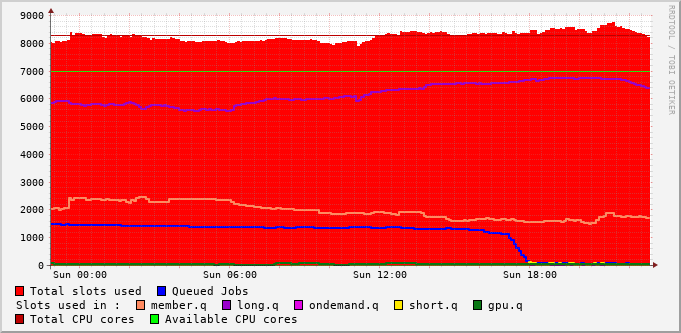 9000
8000
7000
6000
5000
4000
3000
2000
1000
0
Sun 00:00 Sun 06:00 Sun 12:00 Sun 18:00
Total slots used Queued Jobs
Slots used in : member.q long.q ondemand.q short.q gpu.q
Total CPU cores Available CPU cores
RRDTOOL / TOBI OETIKER